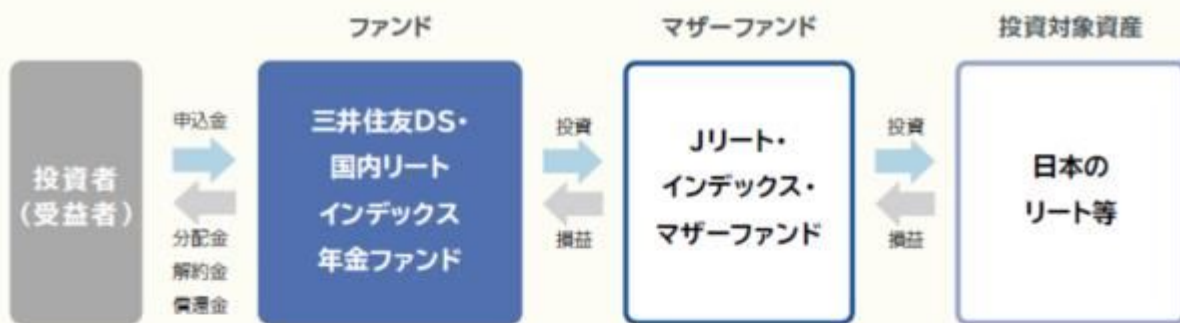 ファンド
マザーファンド
投資対象資産
投資者
（受益者）
申込金
分配金
解約金
償還金
三井住友DS・
国内リート
インデックス
年金ファンド
投資
損益
Jリート・
インデックス・
マザーファンド
投資
損益
日本の
リート等